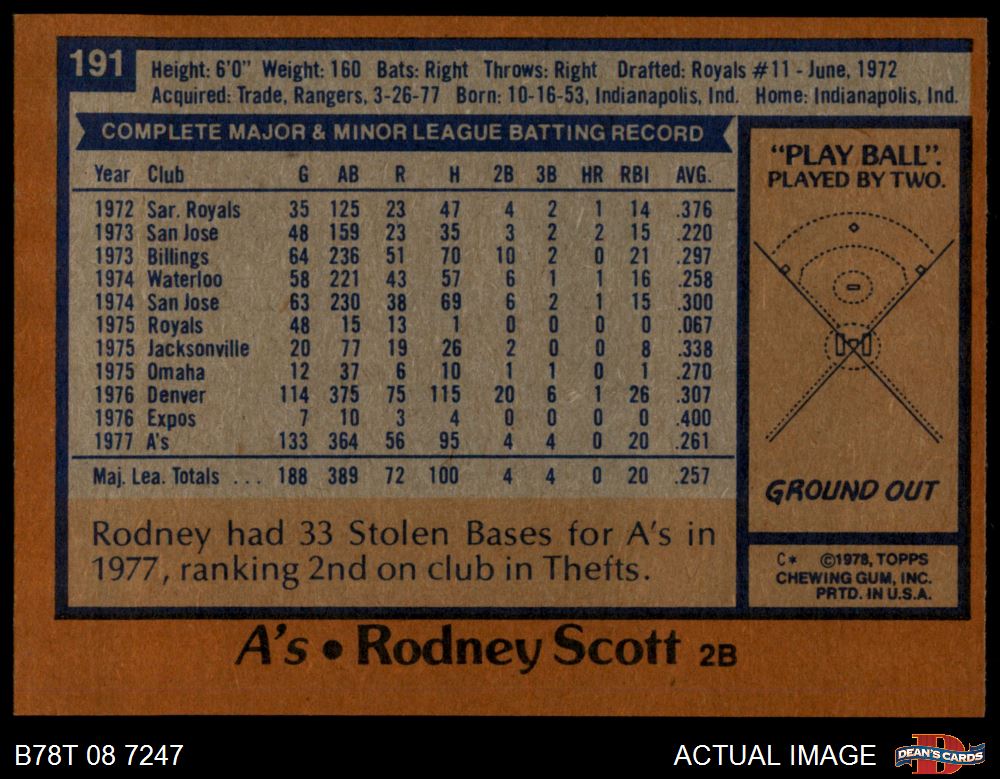 191
Height: 6'0" Weight: 160 Bats: Right Throws: Right Drafted: Royals #11 - June, 1972
Acquired: Trade, Rangers, 3-26-77 Born: 10-16-53, Indianapolis, Ind. Home: Indianapolis, Ind.
COMPLETE MAJOR & MINOR LEAGUE BATTING RECORD
Year Club G AB R H 2B 3B HR RBI AVG.
1972 Sar. Royals 35 125 23 47 4 2 1 14 .376
1973 San Jose 48 159 23 35 3 2 2 15 .220
1973 Billings 64 236 51 70 10 2 0 21 .297
1974 Waterloo 58 221 43 57 6 1 1 16 .258
1974 San Jose 63 230 38 69 6 2 1 15 .300
1975 Royals 48 15 13 1 0 0 0 0 .067
1975 Jacksonville 20 77 19 26 2 0 0 8 .338
1975 Omaha 12 37 6 10 1 1 0 1 .270
1976 Denver 114 375 75 115 20 6 1 26 .307
1976 Expos 7 10 3 4 0 0 0 0 .400
1977 A's 133 364 56 95 4 4 0 20 .261
Maj. Lea. Totals ... 188 389 72 100 4 4 0 20 .257
Rodney had 33 Stolen Bases for A's in
1977, ranking 2nd on club in Thefts.
"PLAY BALL".
PLAYED BY TWO.
GROUND OUT
C* ©1978, TOPPS
CHEWING GUM, INC.
PRTD. IN U.S.A.
A's • Rodney Scott 2B
B78T 08 7247
ACTUAL IMAGE
DEAN'S CARDS